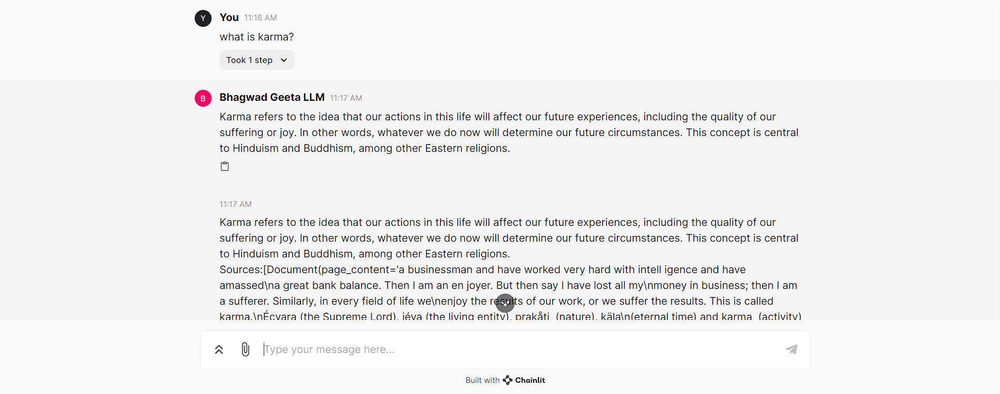 Y
You 11:16 AM
what is karma?
Took 1 step
B
Bhagwad Geeta LLM 11:17 AM
Karma refers to the idea that our actions in this life will affect our future experiences, including the quality of our
suffering or joy. In other words, whatever we do now will determine our future circumstances. This concept is central
to Hinduism and Buddhism, among other Eastern religions.
11:17 AM
Karma refers to the idea that our actions in this life will affect our future experiences, including the quality of our
suffering or joy. In other words, whatever we do now will determine our future circumstances. This concept is central
to Hinduism and Buddhism, among other Eastern religions.
Sources:[Document(page_content='a businessman and have worked very hard with intell igence and have
amassed\na great bank balance. Then I am an en joyer. But then say I have lost all my\nmoney in business; then I am
a sufferer. Similarly, in every field of life we\nenjoy the results of our work, or we suffer the results. This is called
karma.\nÉçvara (the Supreme Lord), jéva (the living entity), prakåti (nature), käla\n(eternal time) and karma (activity)
Type your message here...
Built with Chainlit